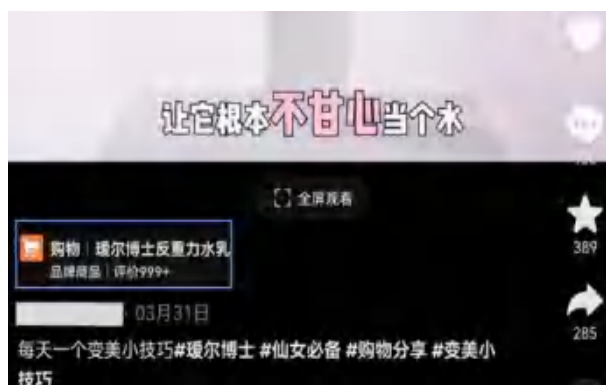 让它根本不甘心当个水
全屏观看
389
购物 | 瑷尔博士反重力水乳
品牌商品 | 评价999+
285
03月31日
每天一个变美小技巧#瑷尔博士 #仙女必备 #购物分享 #变美小
技巧